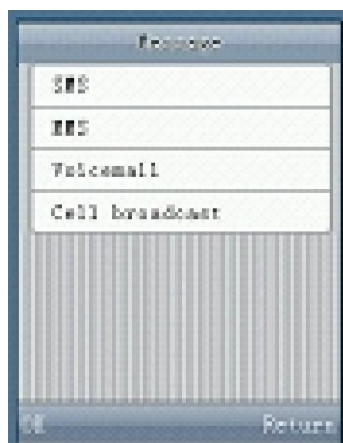 Message
SMS
MMS
Voicemail
Cell broadcast
OK
Return